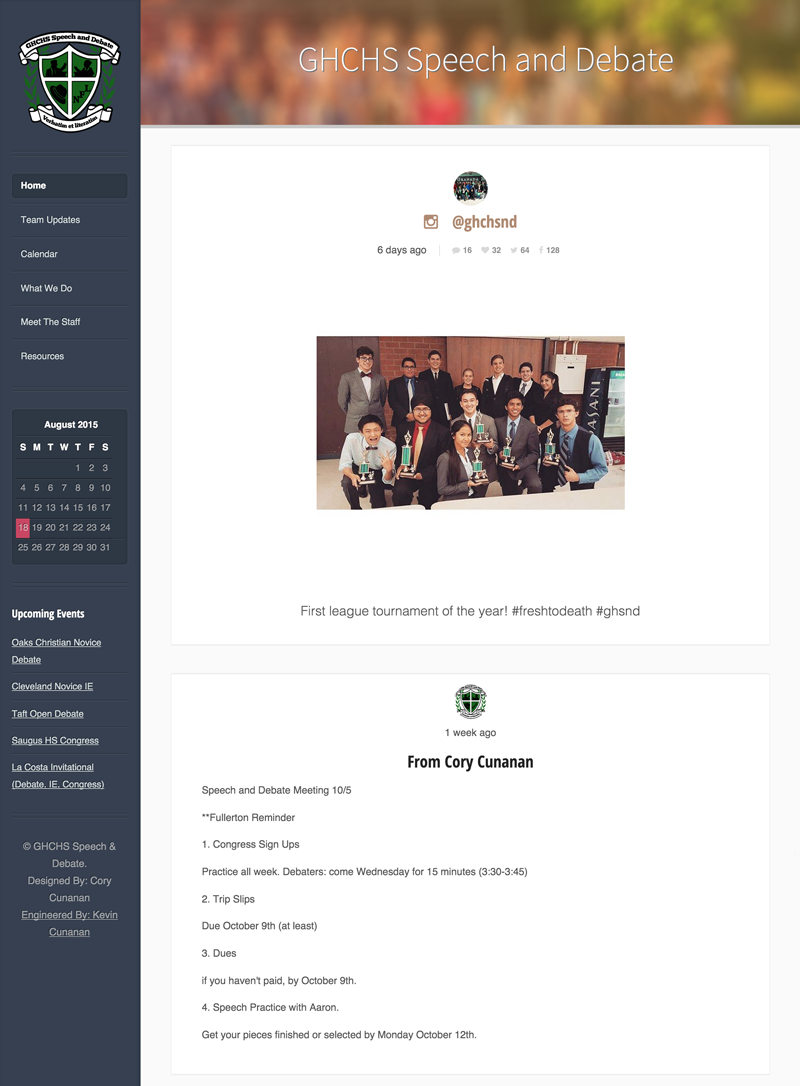 GHCHS Speech and Debate
Verbatim et literatim
Home
Team Updates
Calendar
What We Do
Meet The Staff
Resources
August 2015
S M T W T F S
1 2 3
4 5 6 7 8 9 10
11 12 13 14 15 16 17
18 19 20 21 22 23 24
25 26 27 28 29 30 31
Upcoming Events
Oaks Christian Novice
Debate
Cleveland Novice IE
Taft Open Debate
Saugus HS Congress
La Costa Invitational
(Debate, IE, Congress)
© GHCHS Speech &
Debate.
Designed By: Cory
Cunanan
Engineered By: Kevin
Cunanan
GHCHS Speech and Debate
@ghchsnd
6 days ago 16 32 64 128
DASANI
First league tournament of the year! #freshtodeath #ghsnd
1 week ago
From Cory Cunanan
Speech and Debate Meeting 10/5
**Fullerton Reminder
1. Congress Sign Ups
Practice all week. Debaters: come Wednesday for 15 minutes (3:30-3:45)
2. Trip Slips
Due October 9th (at least)
3. Dues
if you haven't paid, by October 9th.
4. Speech Practice with Aaron.
Get your pieces finished or selected by Monday October 12th.